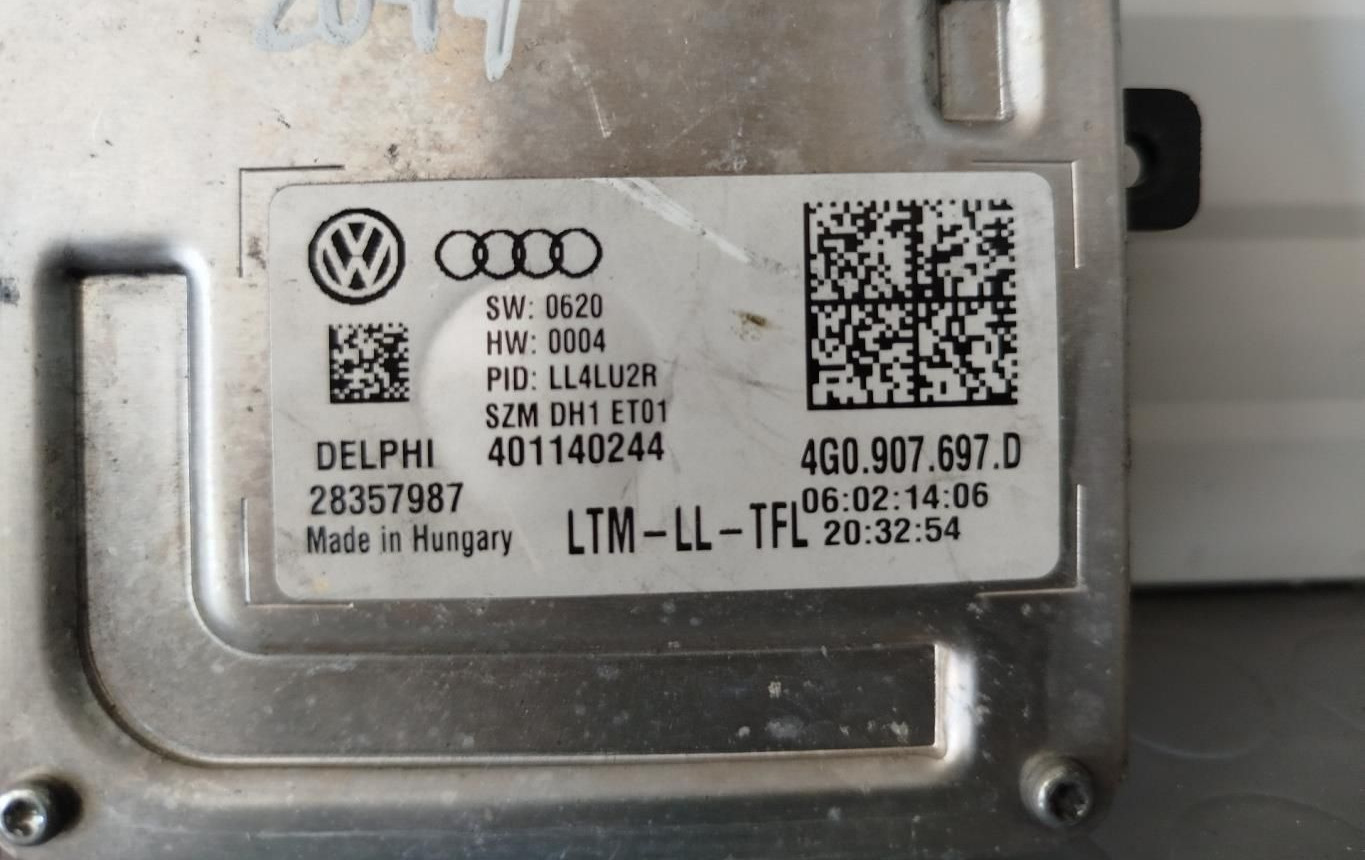 SW: 0620
HW: 0004
PID: LL4LU2R
SZM DH1 ET01
DELPHI 401140244
28357987
Made in Hungary
LTM-LL-TFL
4G0.907.697.D
06:02:14:06
20:32:54